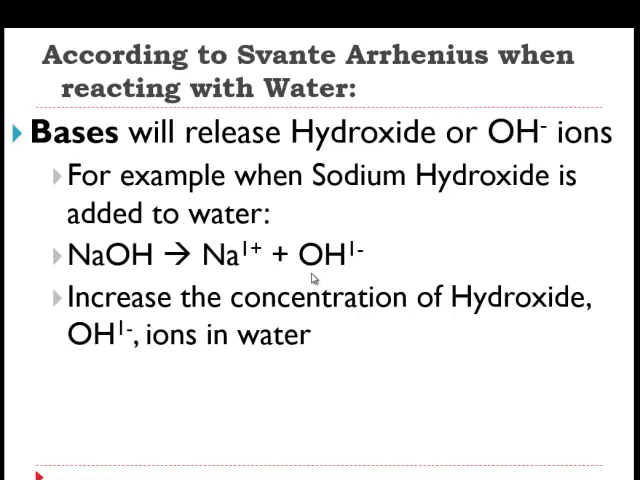 According to Svante Arrhenius when
reacting with Water:
Bases will release Hydroxide or OH⁻ ions
For example when Sodium Hydroxide is
added to water:
NaOH → Na¹⁺ + OH¹⁻
Increase the concentration of Hydroxide,
OH¹⁻, ions in water